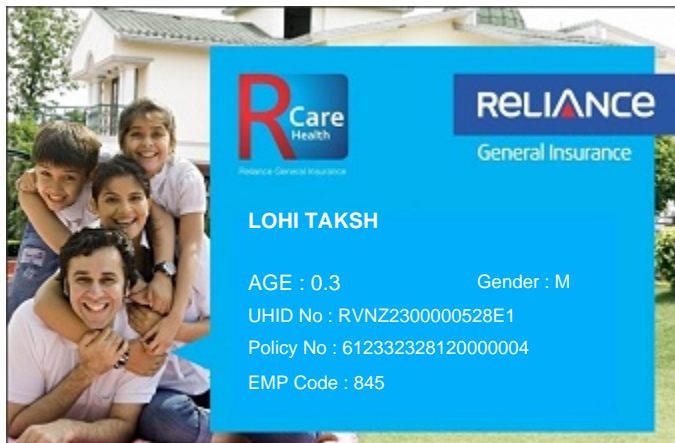 R Care
Health
Reliance General Insurance
RELIANCE
General Insurance
LOHI TAKSH
AGE : 0.3 Gender : M
UHID No : RVNZ2300000528E1
Policy No : 612332328120000004
EMP Code : 845